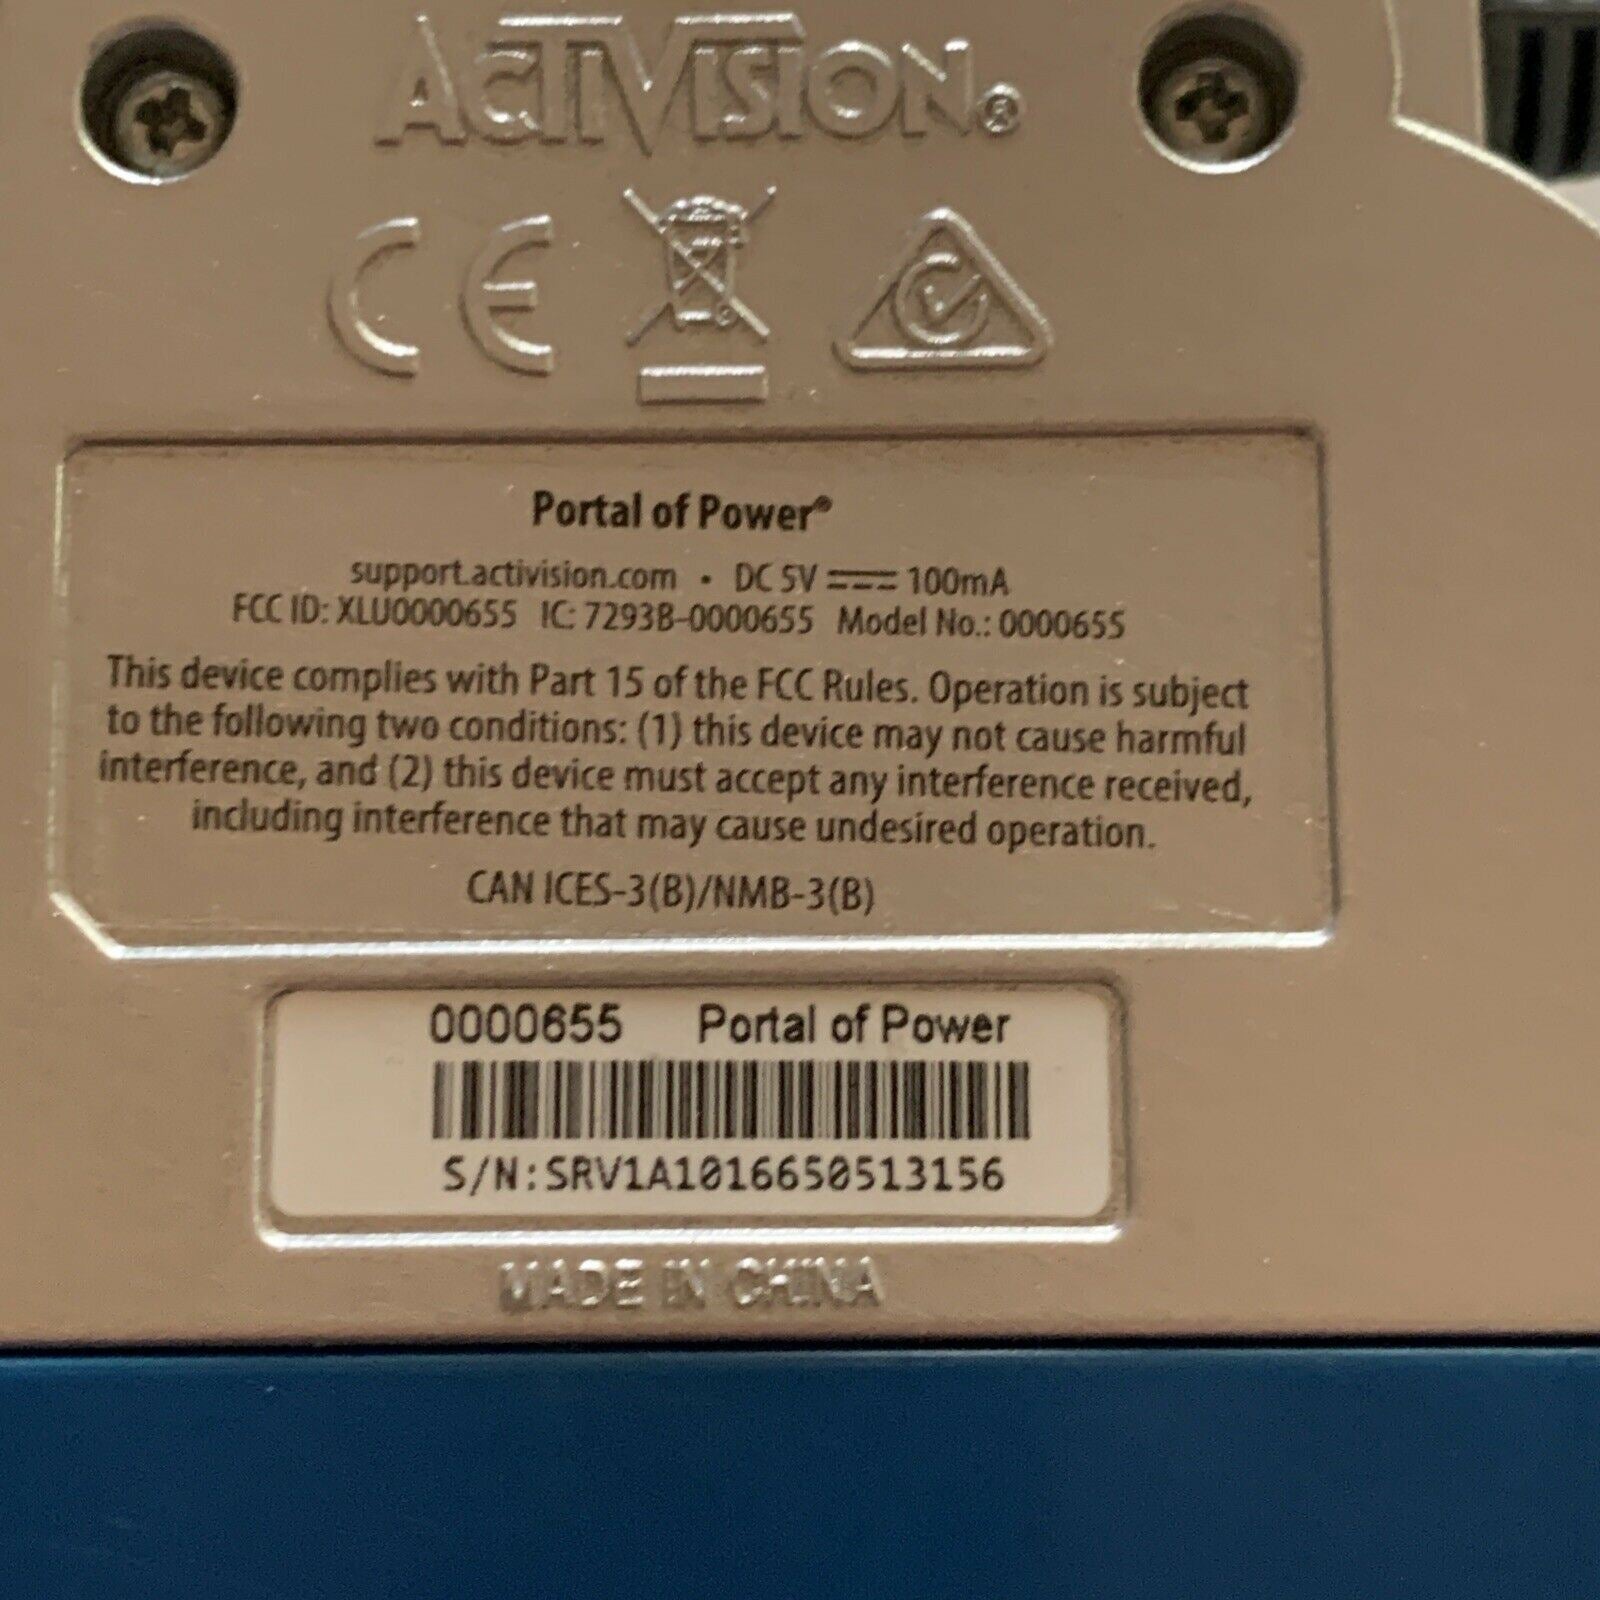 ACTIVISION®
CE
Portal of Power®
support.activision.com • DC 5V ⎓ 100mA
FCC ID: XLU0000655 IC: 7293B-0000655 Model No.: 0000655
This device complies with Part 15 of the FCC Rules. Operation is subject
to the following two conditions: (1) this device may not cause harmful
interference, and (2) this device must accept any interference received,
including interference that may cause undesired operation.
CAN ICES-3(B)/NMB-3(B)
0000655 Portal of Power
S/N:SRV1A1016650513156
MADE IN CHINA